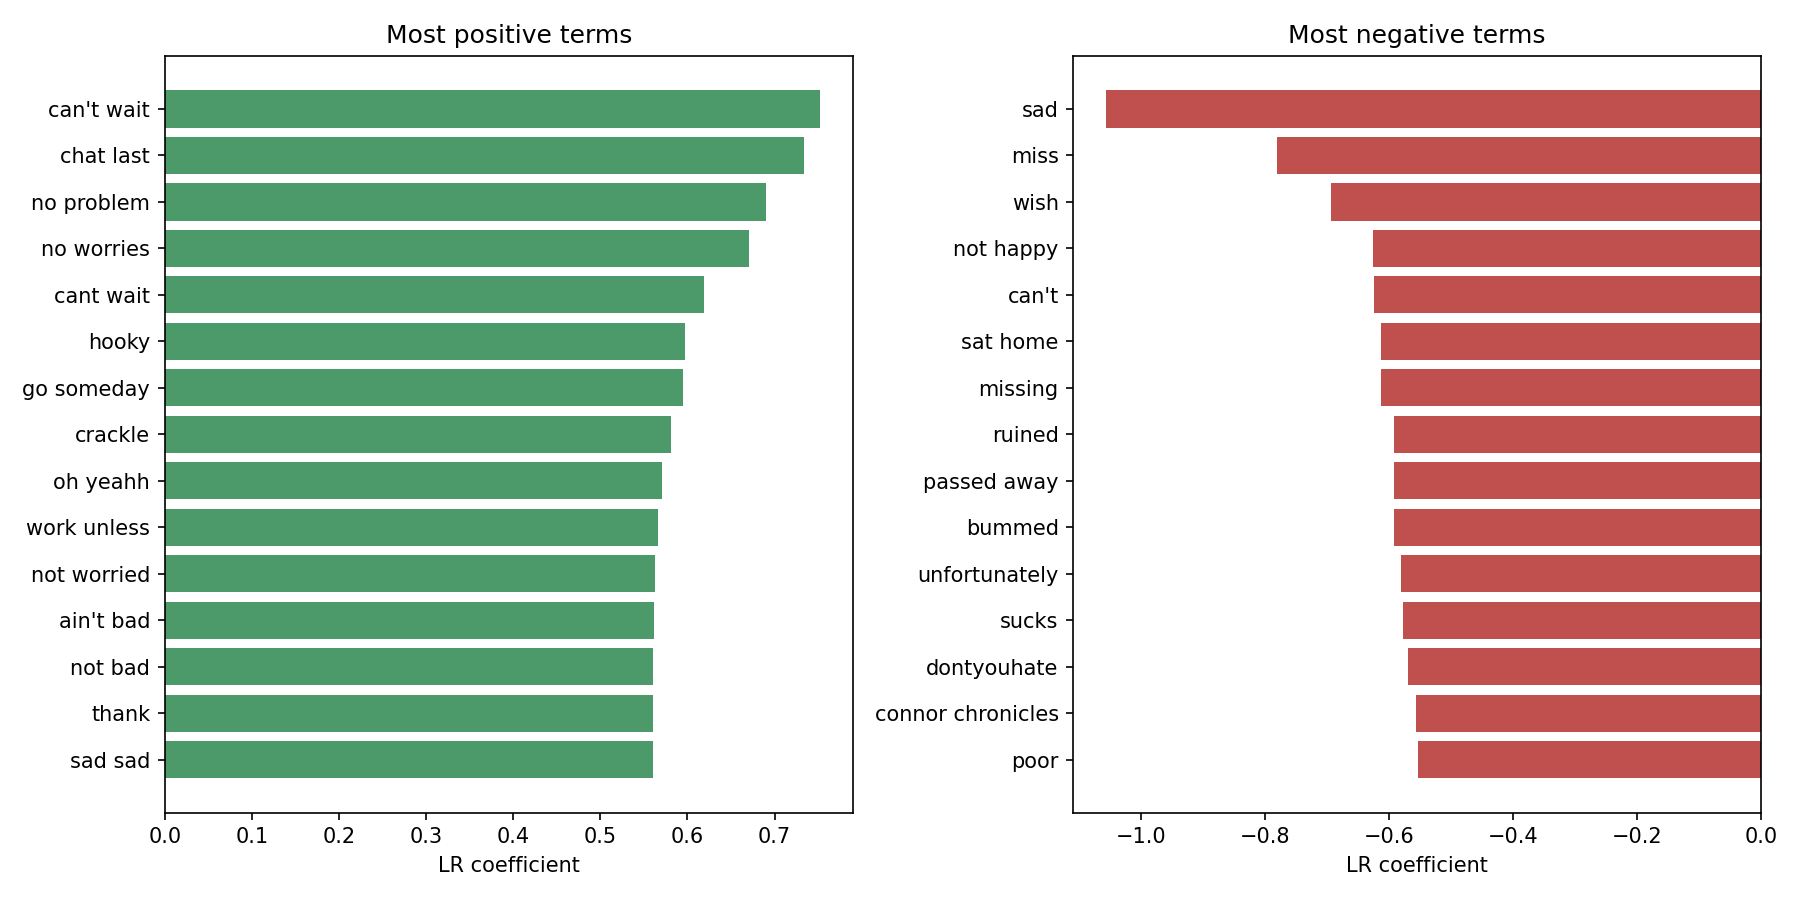 Most positive terms
can't wait
chat last
no problem
no worries
cant wait
hooky
go someday
crackle
oh yeahh
work unless
not worried
ain't bad
not bad
thank
sad sad
0.0 0.1 0.2 0.3 0.4 0.5 0.6 0.7
LR coefficient
Most negative terms
sad
miss
wish
not happy
can't
sat home
missing
ruined
passed away
bummed
unfortunately
sucks
dontyouhate
connor chronicles
poor
−1.0 −0.8 −0.6 −0.4 −0.2 0.0
LR coefficient